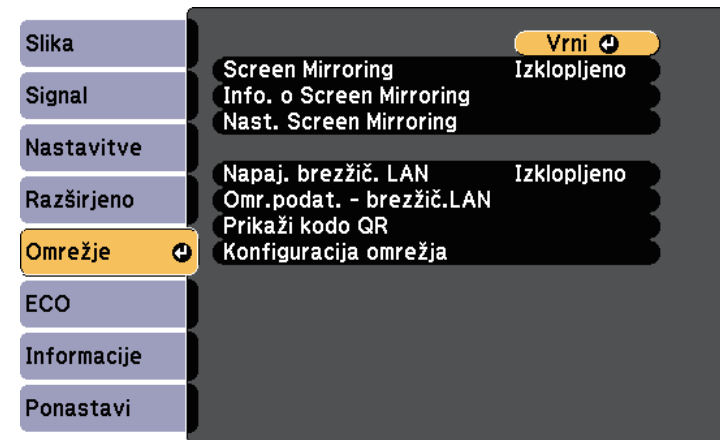 Slika
Signal
Nastavitve
Razširjeno
Omrežje
ECO
Informacije
Ponastavi
Vrni
Screen Mirroring Izklopljeno
Info. o Screen Mirroring
Nast. Screen Mirroring
Napaj. brezžič. LAN Izklopljeno
Omr.podat. - brezžič.LAN
Prikaži kodo QR
Konfiguracija omrežja